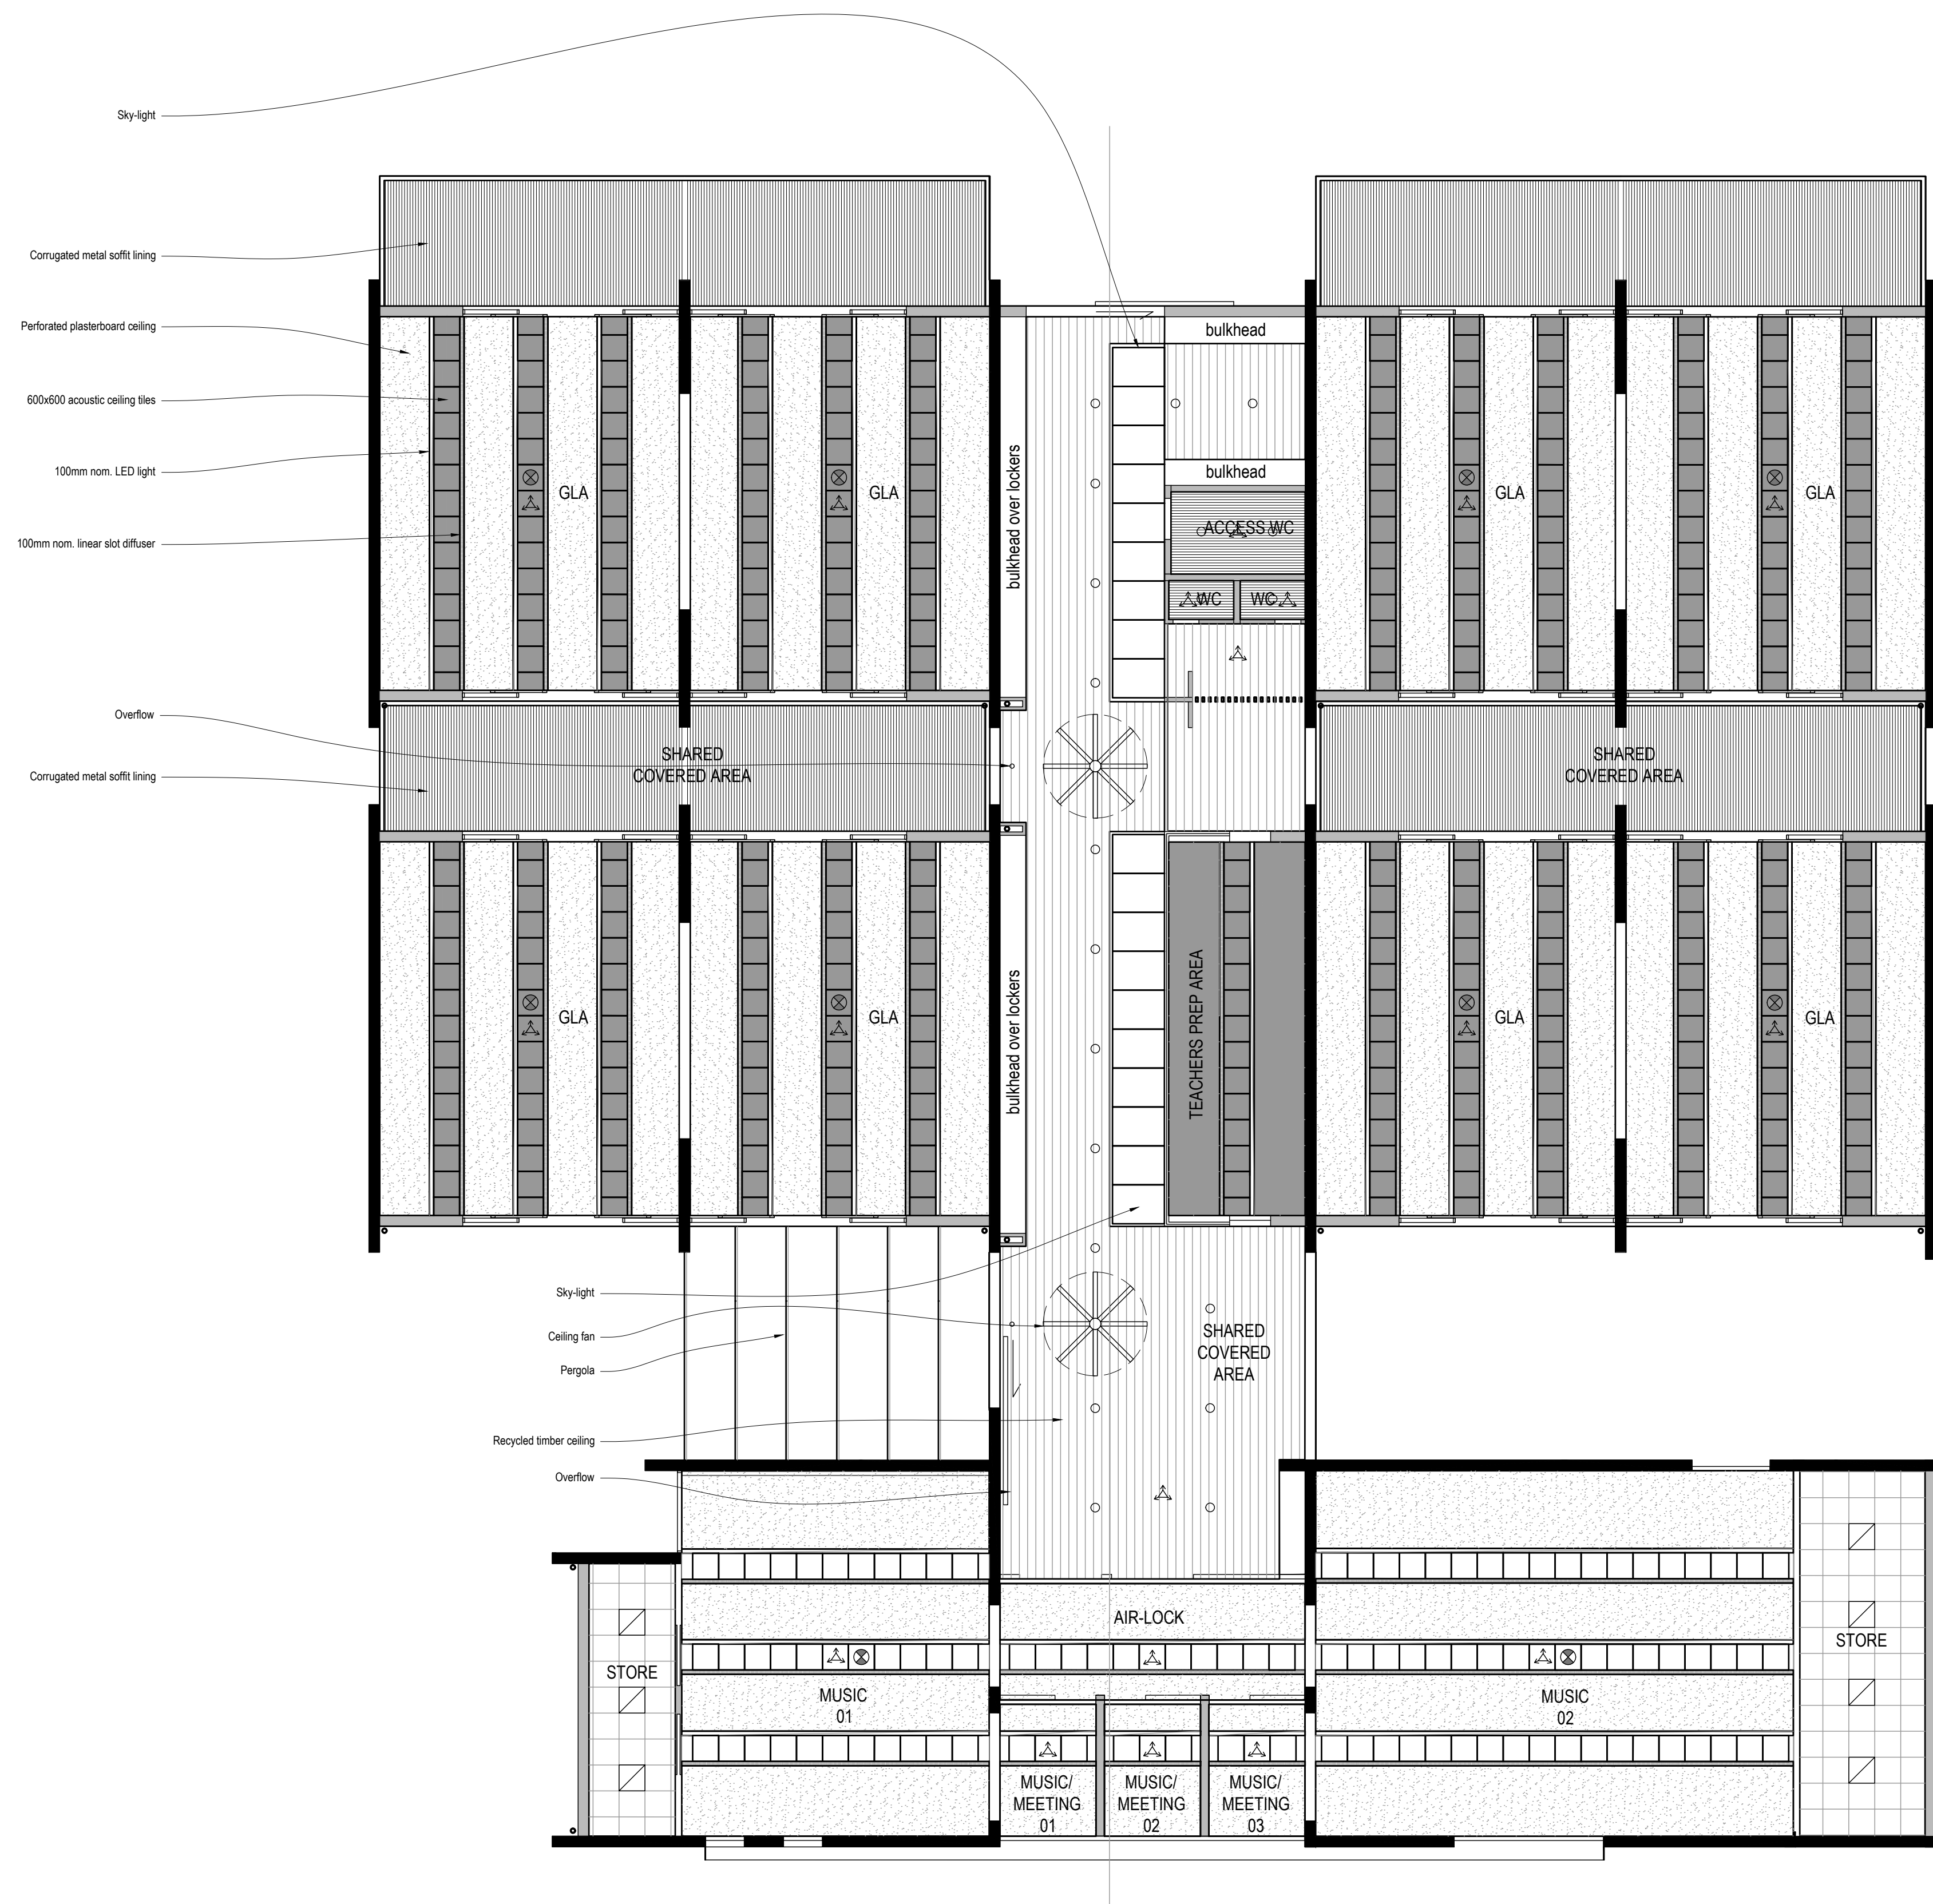 Sky-light
Corrugated metal soffit lining
Perforated plasterboard ceiling
600x600 acoustic ceiling tiles
100mm nom. LED light
100mm nom. linear slot diffuser
Overflow
Corrugated metal soffit lining
bulkhead
bulkhead
GLA
GLA
GLA
GLA
bulkhead over lockers
ACCESS WC
WC
WC
SHARED
COVERED AREA
SHARED
COVERED AREA
GLA
GLA
GLA
GLA
bulkhead over lockers
TEACHERS PREP AREA
Sky-light
Ceiling fan
Pergola
Recycled timber ceiling
Overflow
SHARED
COVERED
AREA
AIR-LOCK
STORE
STORE
MUSIC
01
MUSIC
02
MUSIC/
MEETING
01
MUSIC/
MEETING
02
MUSIC/
MEETING
03